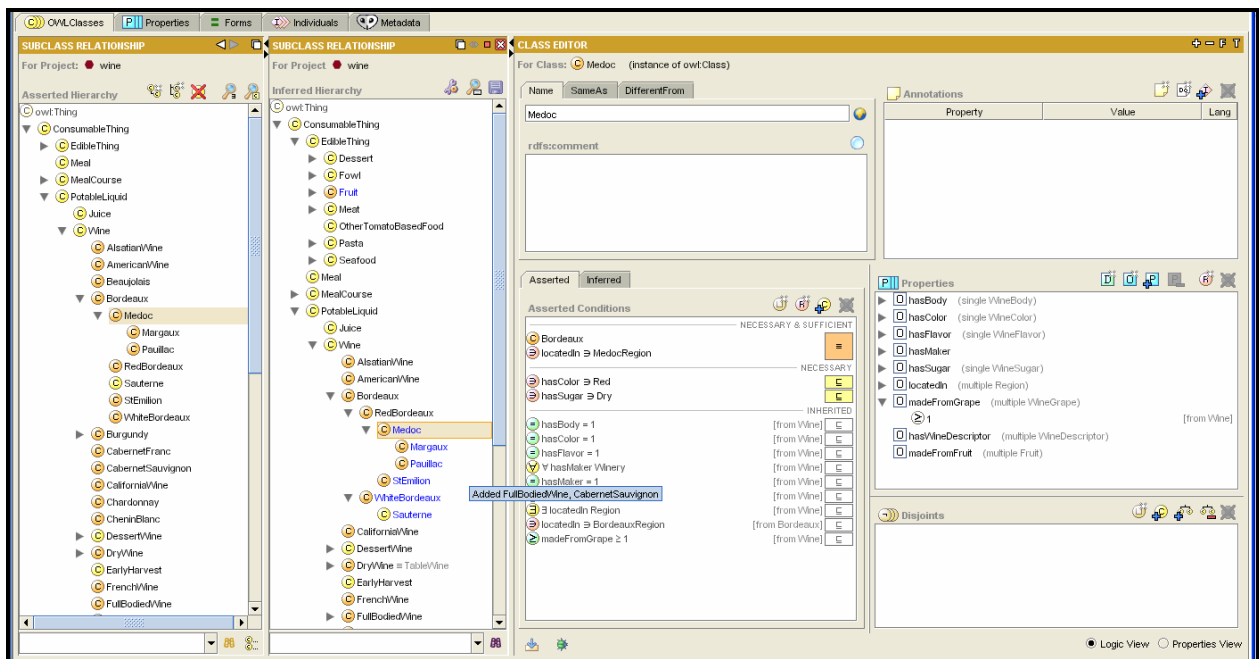 OWLClasses Properties Forms Individuals Metadata
SUBCLASS RELATIONSHIP
For Project: wine
Asserted Hierarchy
owl:Thing
ConsumableThing
EdibleThing
Meal
MealCourse
PotableLiquid
Juice
Wine
AlsatianWine
AmericanWine
Beaujolais
Bordeaux
Medoc
Margaux
Pauillac
RedBordeaux
Sauterne
StEmilion
WhiteBordeaux
Burgundy
CabernetFranc
CabernetSauvignon
CaliforniaWine
Chardonnay
CheninBlanc
DessertWine
DryWine
EarlyHarvest
FrenchWine
FullBodiedWine
SUBCLASS RELATIONSHIP
For Project wine
Inferred Hierarchy
owl:Thing
ConsumableThing
EdibleThing
Dessert
Fowl
Fruit
Meat
OtherTomatoBasedFood
Pasta
Seafood
Meal
MealCourse
PotableLiquid
Juice
Wine
AlsatianWine
AmericanWine
Bordeaux
RedBordeaux
Medoc
Margaux
Pauillac
StEmilion
WhiteBordeaux
Sauterne
CaliforniaWine
DessertWine
DryWine ≡ TableWine
EarlyHarvest
FrenchWine
FullBodiedWine
Added FullBodiedWine, CabernetSauvignon
CLASS EDITOR
For Class: Medoc (instance of owl:Class)
Name SameAs DifferentFrom
Medoc
rdfs:comment
Annotations
Property Value Lang
Asserted Inferred
Asserted Conditions
NECESSARY & SUFFICIENT
Bordeaux
locatedIn ∋ MedocRegion
NECESSARY
hasColor ∋ Red
hasSugar ∋ Dry
INHERITED
hasBody = 1 [from Wine]
hasColor = 1 [from Wine]
hasFlavor = 1 [from Wine]
∀ hasMaker Winery [from Wine]
hasMaker = 1 [from Wine]
[from Wine]
∃ locatedIn Region [from Wine]
locatedIn ∋ BordeauxRegion [from Bordeaux]
madeFromGrape ≥ 1 [from Wine]
Properties
hasBody (single WineBody)
hasColor (single WineColor)
hasFlavor (single WineFlavor)
hasMaker
hasSugar (single WineSugar)
locatedIn (multiple Region)
madeFromGrape (multiple WineGrape)
≥ 1 [from Wine]
hasWineDescriptor (multiple WineDescriptor)
madeFromFruit (multiple Fruit)
Disjoints
Logic View Properties View